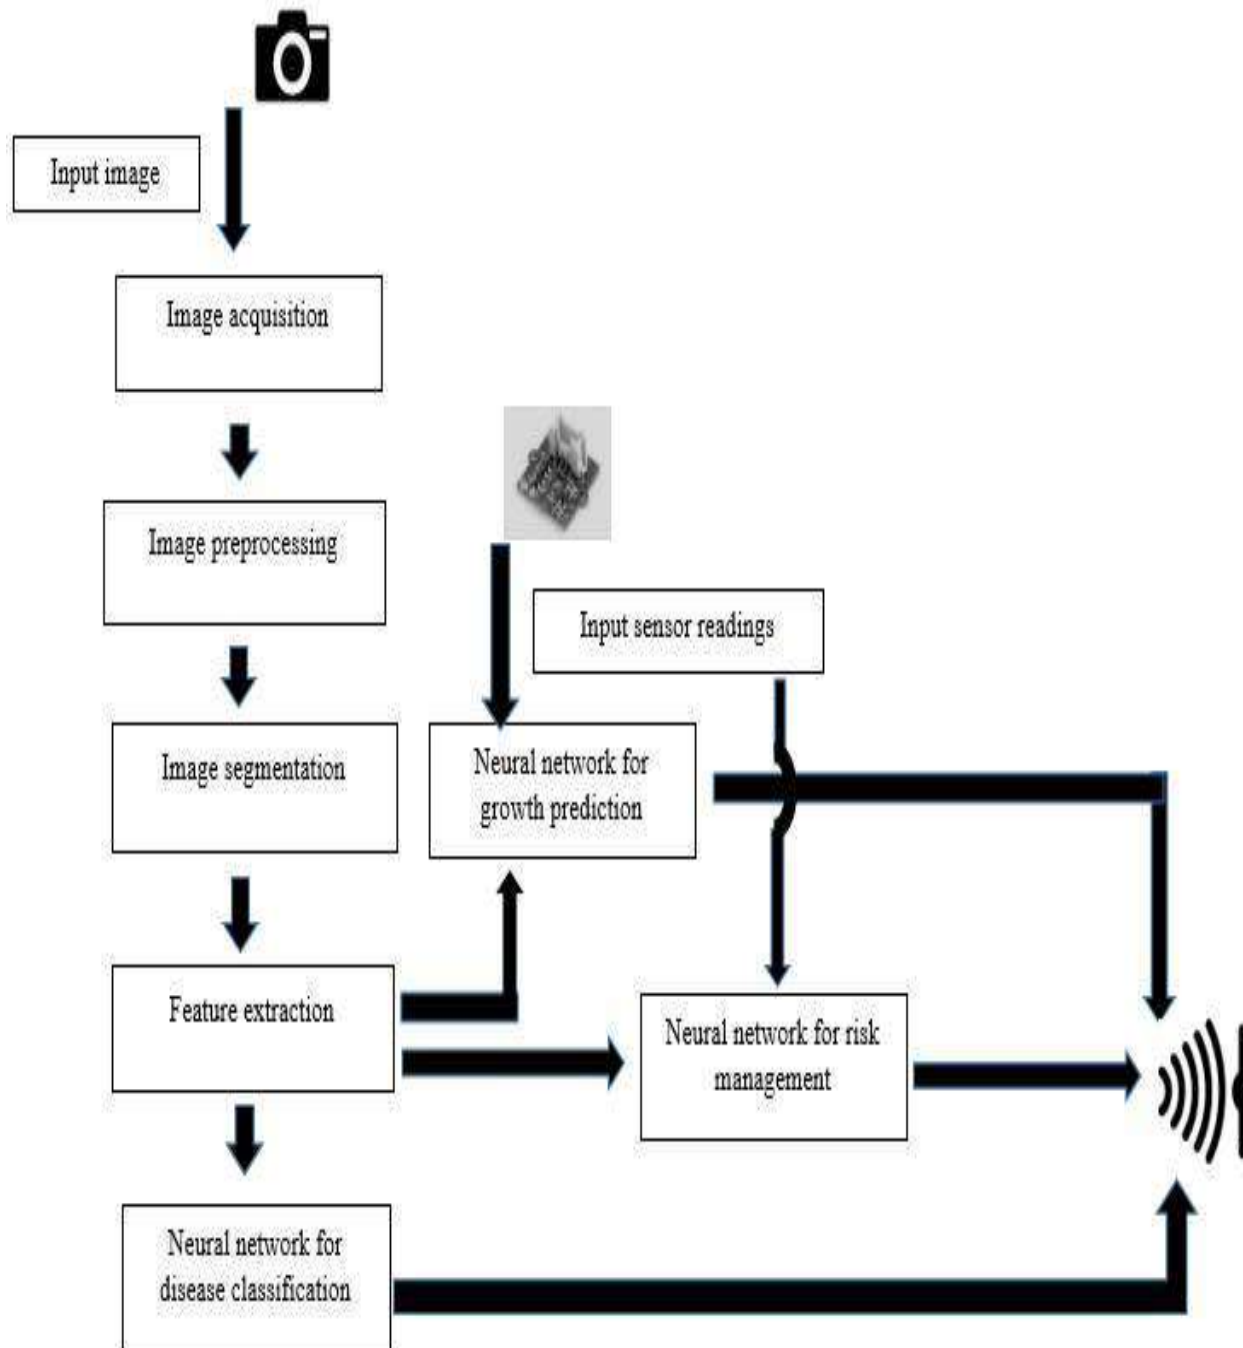 Input image
Image acquisition
Image preprocessing
Input sensor readings
Image segmentation
Neural network for
growth prediction
Feature extraction
Neural network for risk
management
Neural network for
disease classification